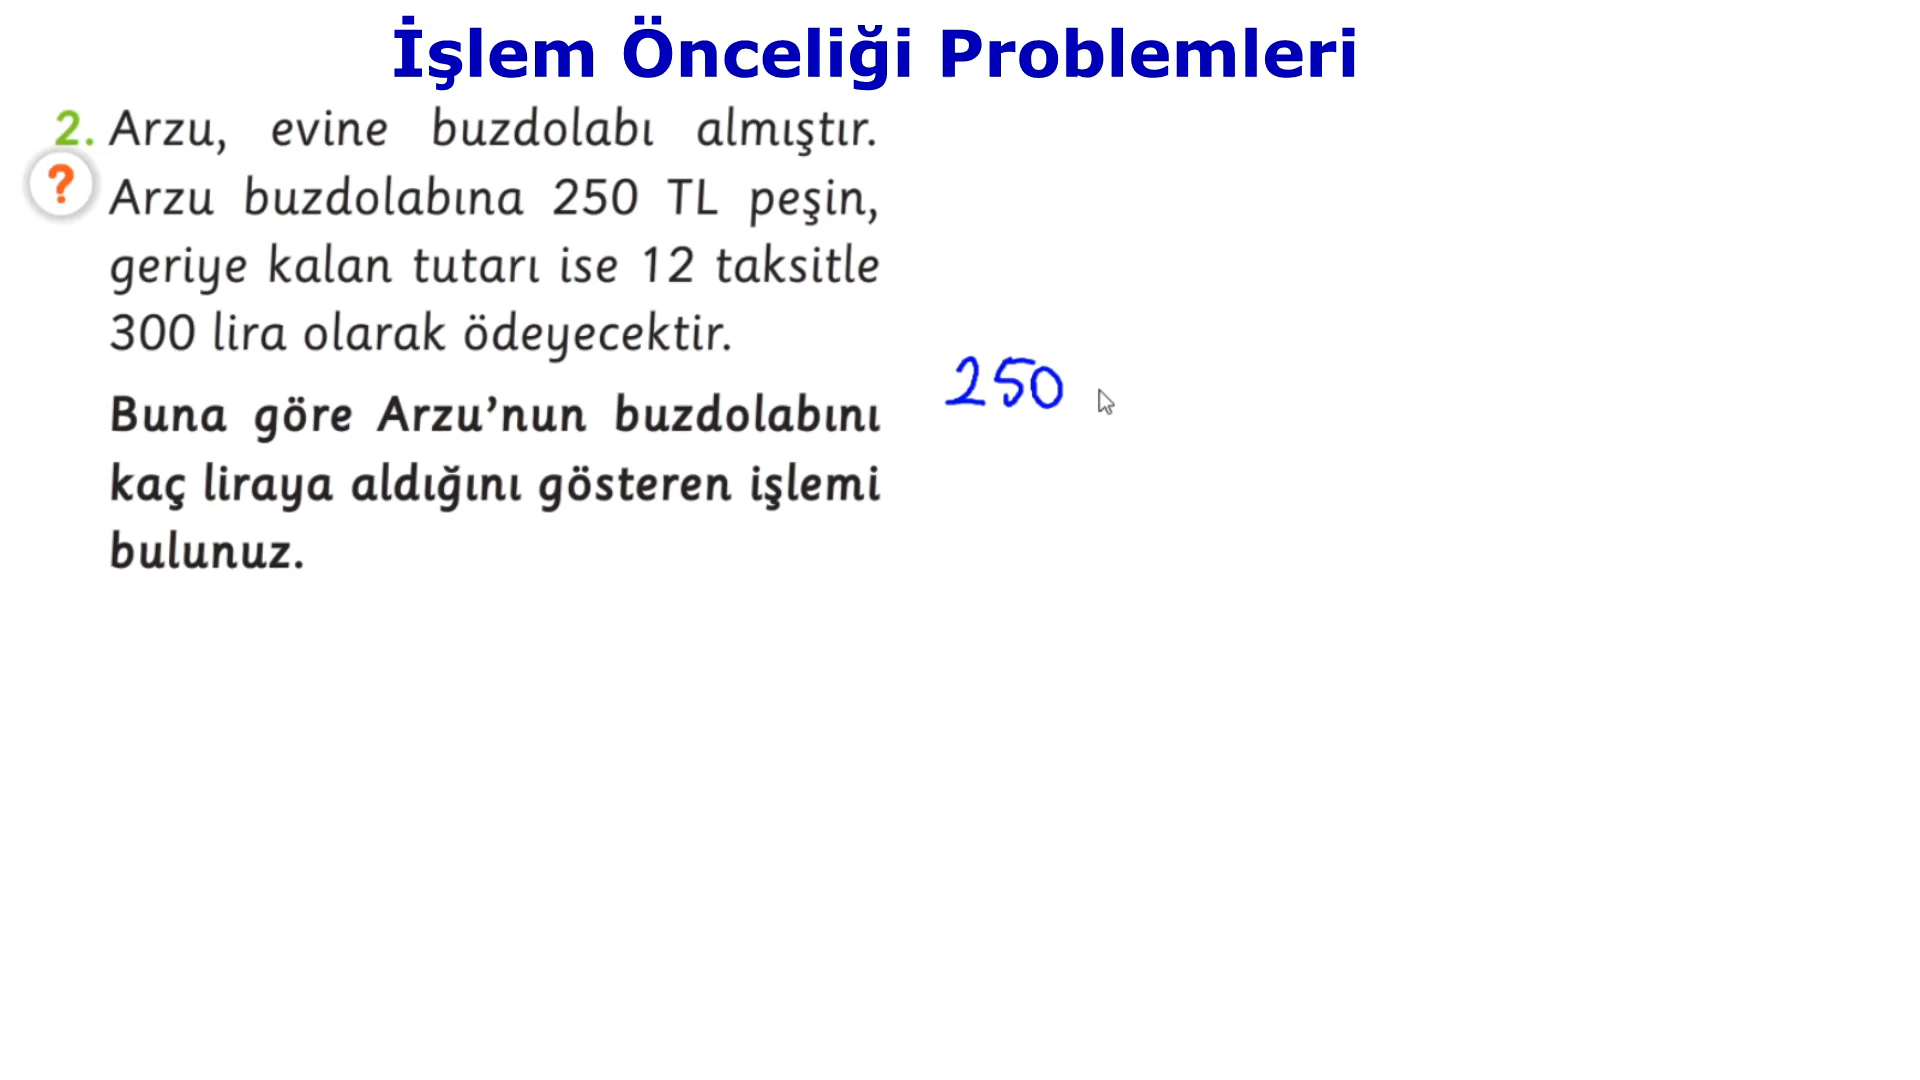 İşlem Önceliği Problemleri
2. Arzu, evine buzdolabı almıştır.
? Arzu buzdolabına 250 TL peşin,
geriye kalan tutarı ise 12 taksitle
300 lira olarak ödeyecektir.
250
Buna göre Arzu’nun buzdolabını
kaç liraya aldığını gösteren işlemi
bulunuz.